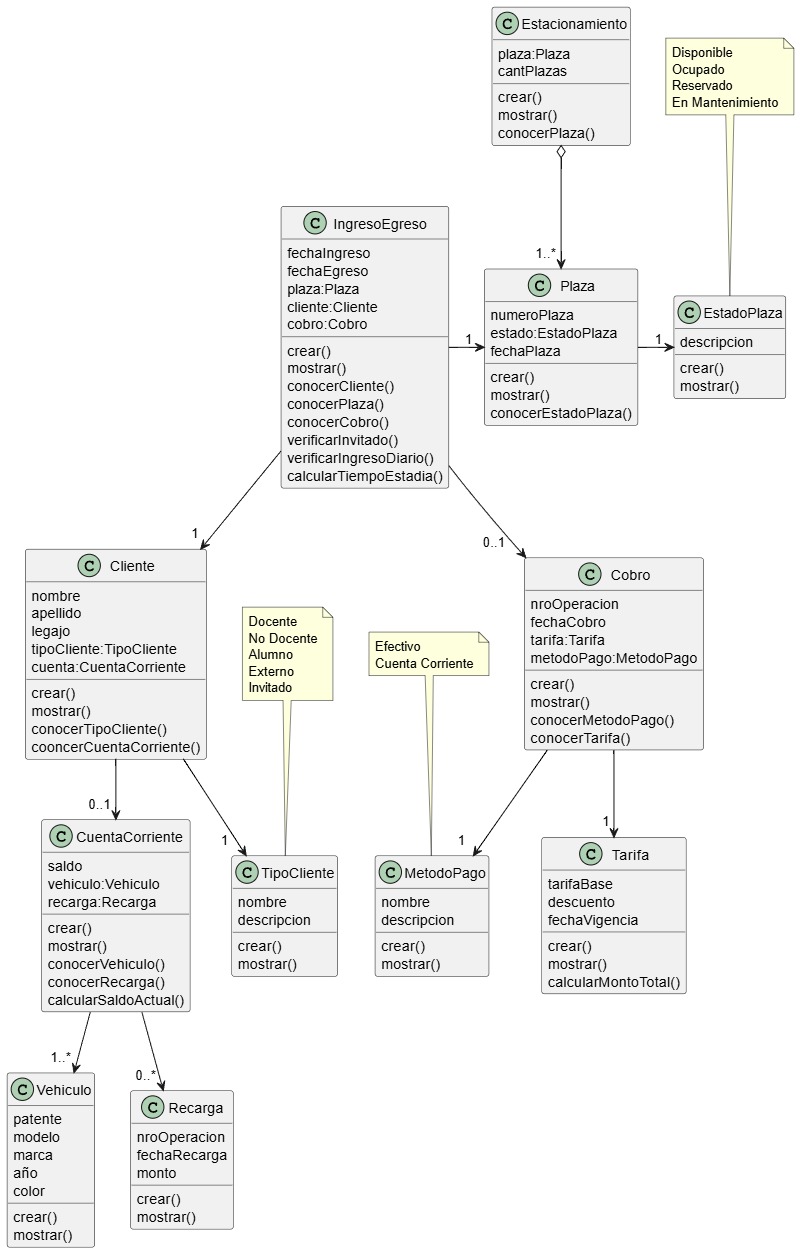 C Estacionamiento
plaza:Plaza
cantPlazas
crear()
mostrar()
conocerPlaza()
Disponible
Ocupado
Reservado
En Mantenimiento
1..*
C IngresoEgreso
fechaIngreso
fechaEgreso
plaza:Plaza
cliente:Cliente
cobro:Cobro
crear()
mostrar()
conocerCliente()
conocerPlaza()
conocerCobro()
verificarInvitado()
verificarIngresoDiario()
calcularTiempoEstadia()
1
C Plaza
numeroPlaza
estado:EstadoPlaza
fechaPlaza
crear()
mostrar()
conocerEstadoPlaza()
1
C EstadoPlaza
descripcion
crear()
mostrar()
1
0..1
C Cliente
nombre
apellido
legajo
tipoCliente:TipoCliente
cuenta:CuentaCorriente
crear()
mostrar()
conocerTipoCliente()
cooncerCuentaCorriente()
Docente
No Docente
Alumno
Externo
Invitado
Efectivo
Cuenta Corriente
C Cobro
nroOperacion
fechaCobro
tarifa:Tarifa
metodoPago:MetodoPago
crear()
mostrar()
conocerMetodoPago()
conocerTarifa()
0..1
1
1
1
C CuentaCorriente
saldo
vehiculo:Vehiculo
recarga:Recarga
crear()
mostrar()
conocerVehiculo()
conocerRecarga()
calcularSaldoActual()
C TipoCliente
nombre
descripcion
crear()
mostrar()
C MetodoPago
nombre
descripcion
crear()
mostrar()
C Tarifa
tarifaBase
descuento
fechaVigencia
crear()
mostrar()
calcularMontoTotal()
1..*
0..*
C Vehiculo
patente
modelo
marca
año
color
crear()
mostrar()
C Recarga
nroOperacion
fechaRecarga
monto
crear()
mostrar()